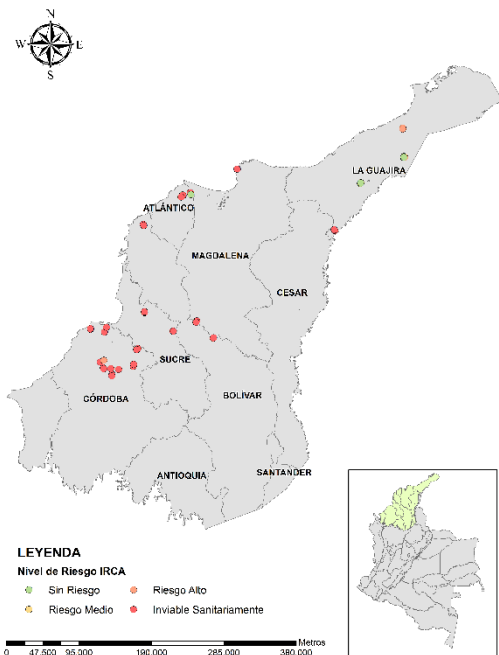 N
W E
S
LA GUAJIRA
ATLÁNTICO
MAGDALENA
CESAR
SUCRE
BOLÍVAR
CÓRDOBA
ANTIOQUIA
SANTANDER
LEYENDA
Nivel de Riesgo IRCA
Sin Riesgo Riesgo Alto
Riesgo Medio Inviable Sanitariamente
Metros
0 47.500 95.000 190.000 285.000 380.000